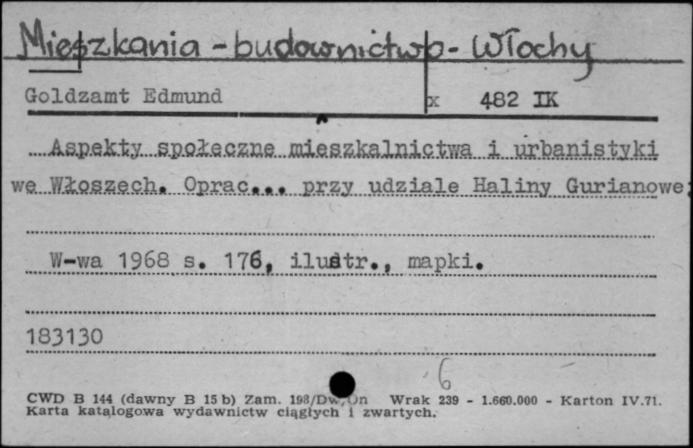 Mieszkania - budownictwo - Włochy
Goldzamt Edmund x 482 IK
Aspekty społeczne mieszkalnictwa i urbanistyki
we Włoszech. Oprac... przy udziale Haliny Gurianowej
W-wa 1968 s. 176, ilustr., mapki.
183130
6
CWD B 144 (dawny B 15 b) Zam. 198/Dw/On Wrak 239 - 1.660.000 - Karton IV.71.
Karta katalogowa wydawnictw ciągłych i zwartych.